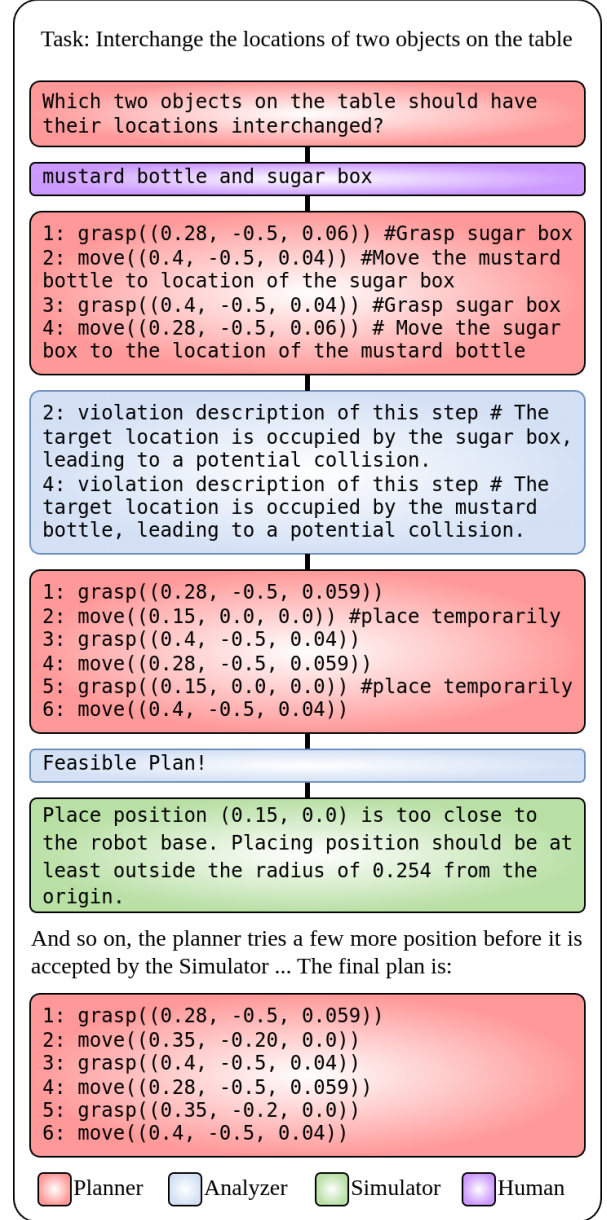 Task: Interchange the locations of two objects on the table
Which two objects on the table should have
their locations interchanged?
mustard bottle and sugar box
1: grasp((0.28, -0.5, 0.06)) #Grasp sugar box
2: move((0.4, -0.5, 0.04)) #Move the mustard
bottle to location of the sugar box
3: grasp((0.4, -0.5, 0.04)) #Grasp sugar box
4: move((0.28, -0.5, 0.06)) # Move the sugar
box to the location of the mustard bottle
2: violation description of this step # The
target location is occupied by the sugar box,
leading to a potential collision.
4: violation description of this step # The
target location is occupied by the mustard
bottle, leading to a potential collision.
1: grasp((0.28, -0.5, 0.059))
2: move((0.15, 0.0, 0.0)) #place temporarily
3: grasp((0.4, -0.5, 0.04))
4: move((0.28, -0.5, 0.059))
5: grasp((0.15, 0.0, 0.0)) #place temporarily
6: move((0.4, -0.5, 0.04))
Feasible Plan!
Place position (0.15, 0.0) is too close to
the robot base. Placing position should be at
least outside the radius of 0.254 from the
origin.
And so on, the planner tries a few more position before it is
accepted by the Simulator ... The final plan is:
1: grasp((0.28, -0.5, 0.059))
2: move((0.35, -0.20, 0.0))
3: grasp((0.4, -0.5, 0.04))
4: move((0.28, -0.5, 0.059))
5: grasp((0.35, -0.2, 0.0))
6: move((0.4, -0.5, 0.04))
Planner Analyzer Simulator Human